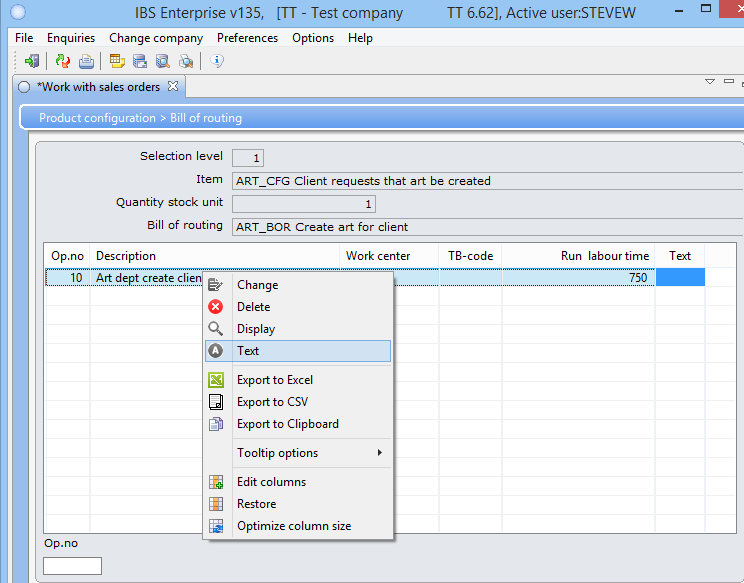 IBS Enterprise v135, [TT - Test company TT 6.62], Active user:STEVEW
File Enquiries Change company Preferences Options Help
*Work with sales orders
Product configuration > Bill of routing
Selection level 1
Item ART_CFG Client requests that art be created
Quantity stock unit 1
Bill of routing ART_BOR Create art for client
Op.no Description Work center TB-code Run labour time Text
10 Art dept create clien 750
Change
Delete
Display
A Text
Export to Excel
Export to CSV
Export to Clipboard
Tooltip options
Edit columns
Restore
Optimize column size
Op.no